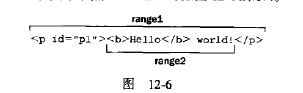 range1
<p id="p1"><b>Hello</b> world!</p>
range2
图 12-6